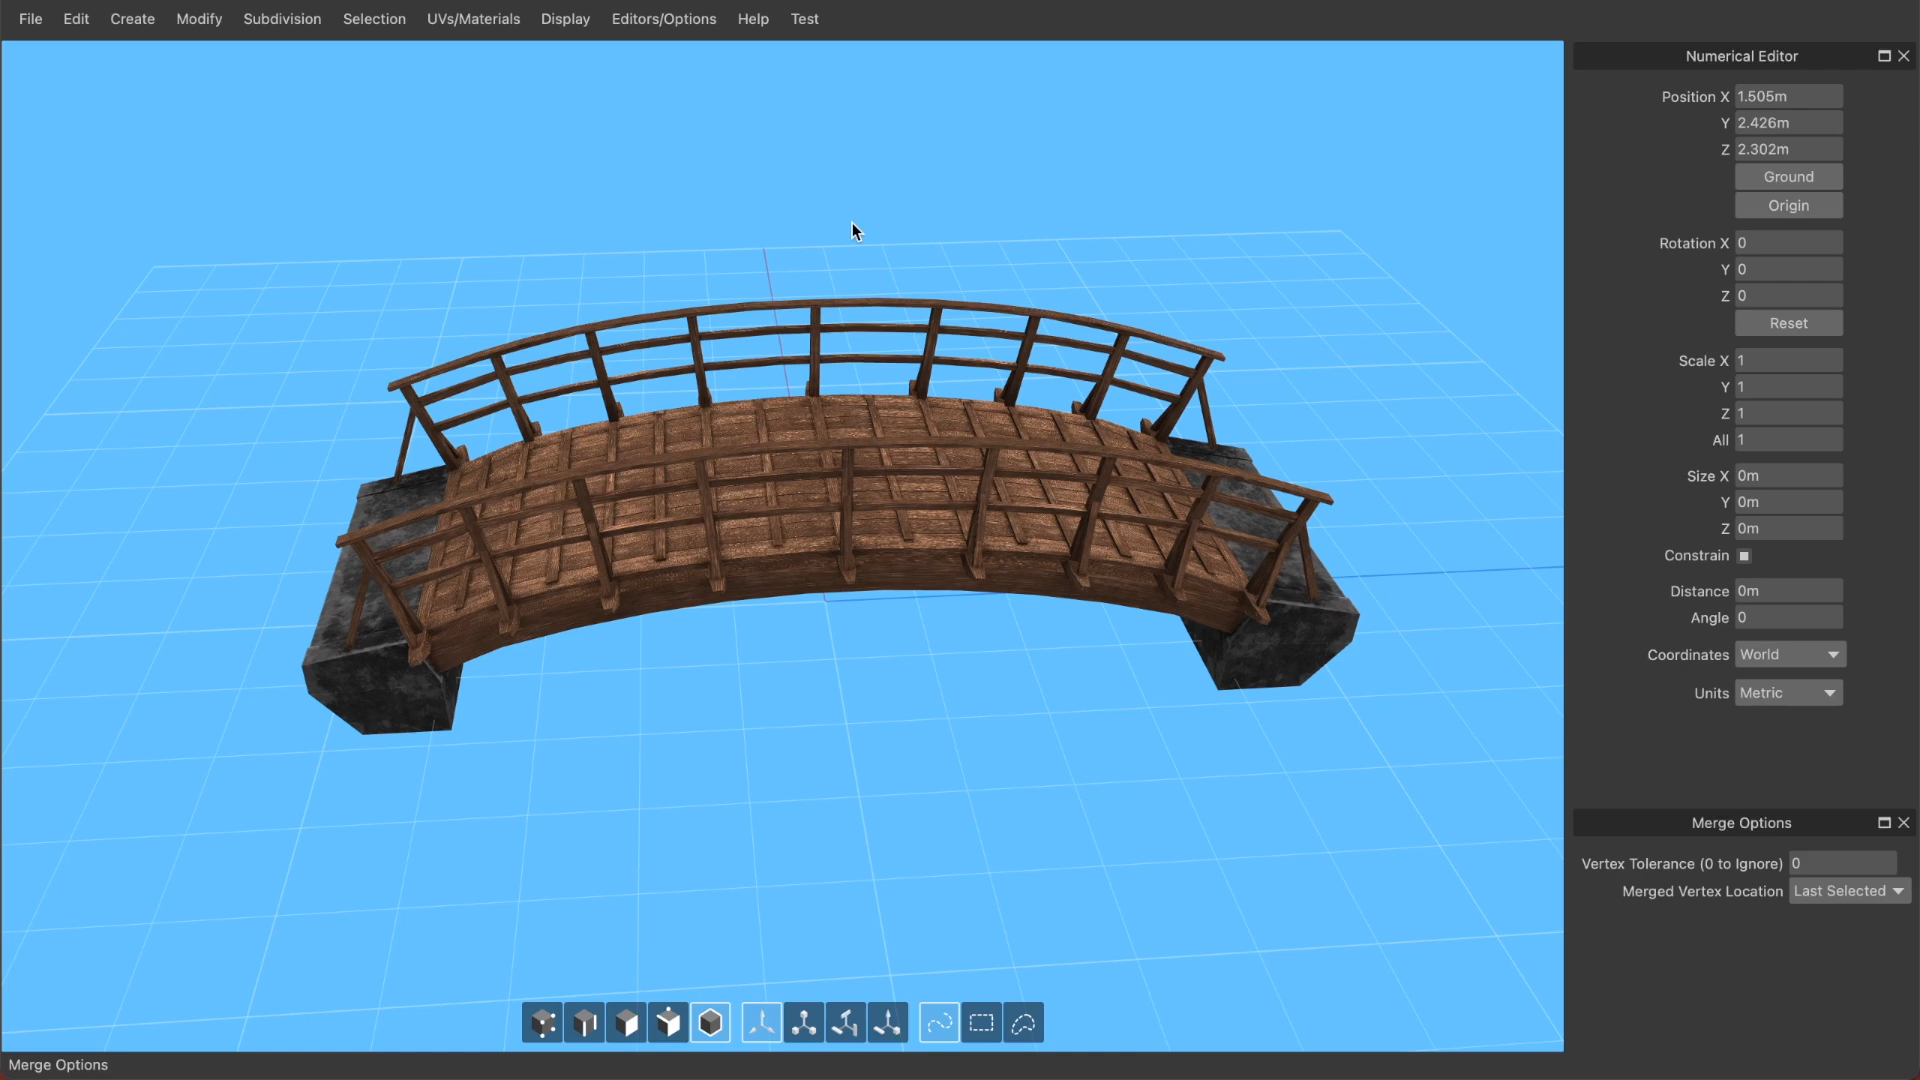 File Edit Create Modify Subdivision Selection UVs/Materials Display Editors/Options Help Test
Numerical Editor
Position X 1.505m
Y 2.426m
Z 2.302m
Ground
Origin
Rotation X 0
Y 0
Z 0
Reset
Scale X 1
Y 1
Z 1
All 1
Size X 0m
Y 0m
Z 0m
Constrain
Distance 0m
Angle 0
Coordinates World
Units Metric
Merge Options
Vertex Tolerance (0 to Ignore) 0
Merged Vertex Location Last Selected
Merge Options